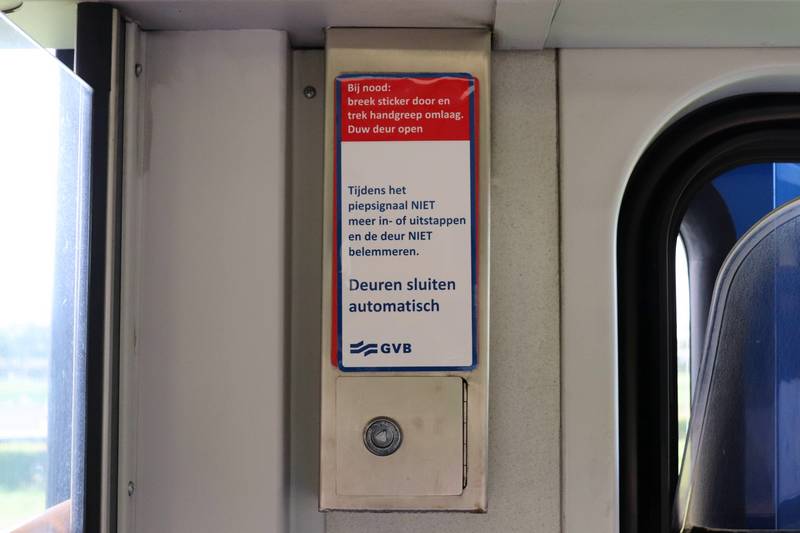 Bij nood:
breek sticker door en
trek handgreep omlaag.
Duw deur open
Tijdens het
piepsignaal NIET
meer in- of uitstappen
en de deur NIET
belemmeren.
Deuren sluiten
automatisch
GVB